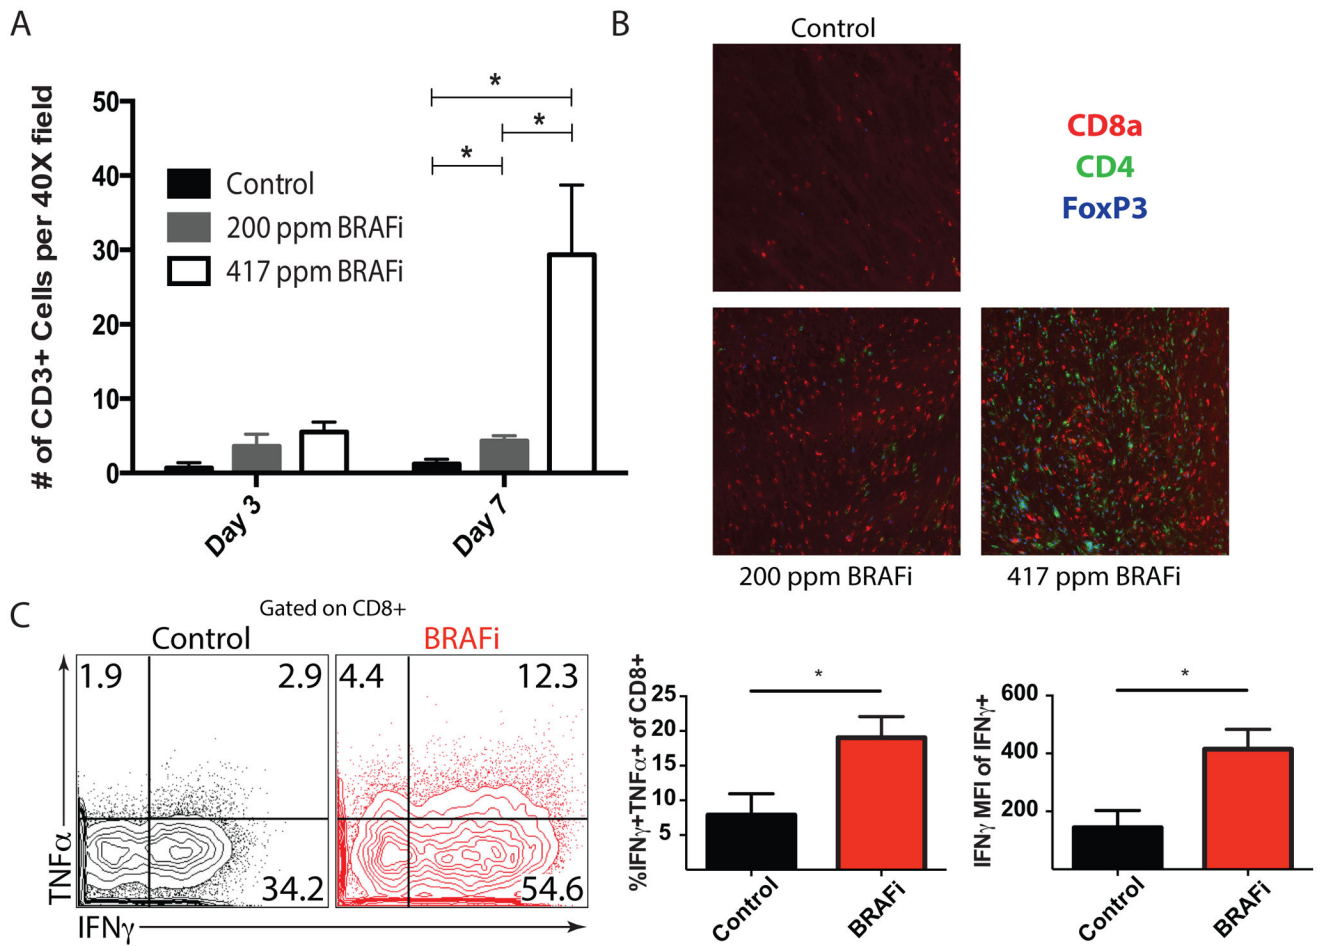 A
# of CD3+ Cells per 40X field
50
40
30
20
10
0
Control
200 ppm BRAFi
417 ppm BRAFi
*
*
*
Day 3
Day 7
B
Control
CD8a
CD4
FoxP3
200 ppm BRAFi
417 ppm BRAFi
C
Gated on CD8+
Control
BRAFi
1.9
2.9
34.2
4.4
12.3
54.6
TNFα
IFNγ
%IFNγ+TNFα+ of CD8+
25
20
15
10
5
*
Control
BRAFi
IFNγ MFI of IFNγ+
600
400
200
*
Control
BRAFi